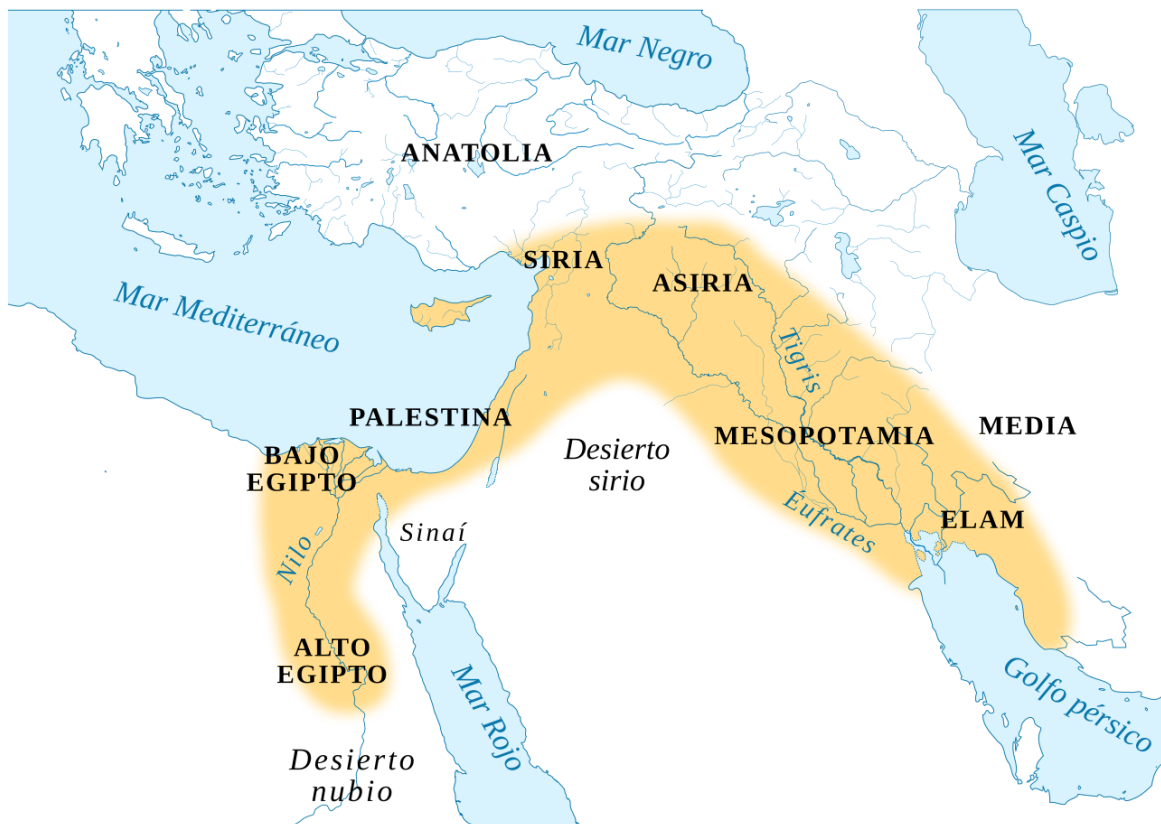 Mar Negro
ANATOLIA
Mar Caspio
SIRIA
ASIRIA
Mar Mediterráneo
Tigris
PALESTINA
MEDIA
MESOPOTAMIA
Desierto
sirio
BAJO
EGIPTO
Éufrates
ELAM
Sinaí
Nilo
ALTO
EGIPTO
Mar Rojo
Golfo pérsico
Desierto
nubio